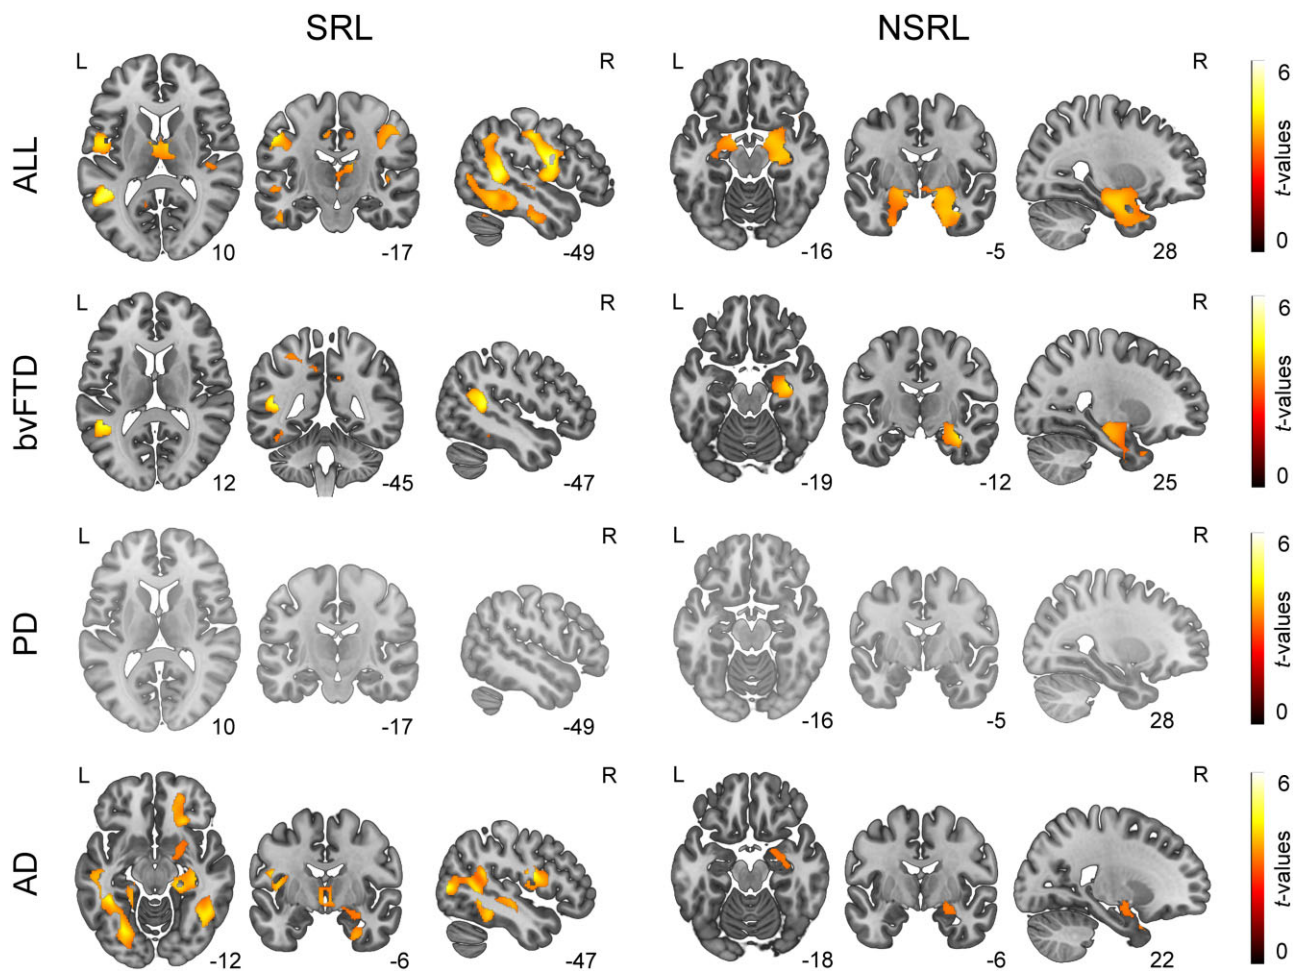 SRL NSRL
L R L R
ALL
10 -17 -49 -16 -5 28
6
t-values
0
L R L R
bvFTD
12 -45 -47 -19 -12 25
6
t-values
0
L R L R
PD
10 -17 -49 -16 -5 28
6
t-values
0
L R L R
AD
-12 -6 -47 -18 -6 22
6
t-values
0